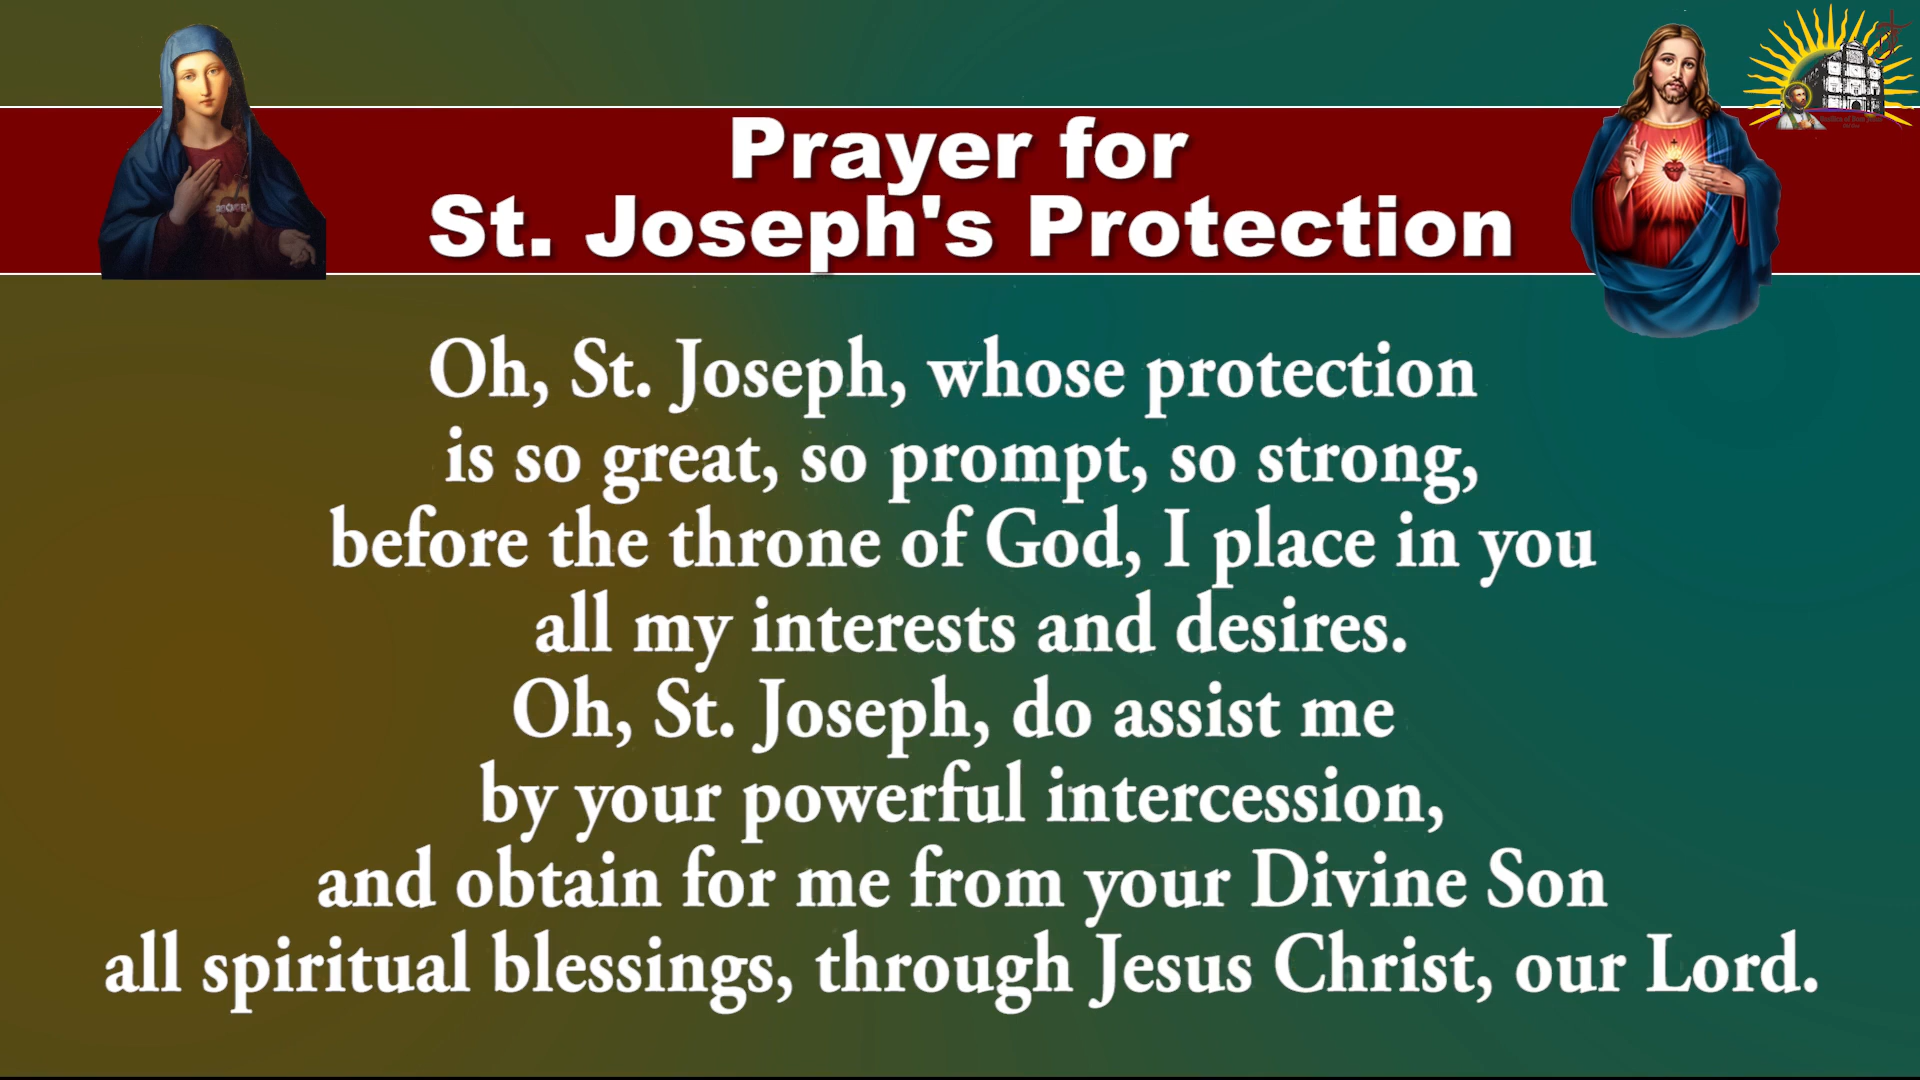 Prayer for
St. Joseph's Protection
Oh, St. Joseph, whose protection
is so great, so prompt, so strong,
before the throne of God, I place in you
all my interests and desires.
Oh, St. Joseph, do assist me
by your powerful intercession,
and obtain for me from your Divine Son
all spiritual blessings, through Jesus Christ, our Lord.